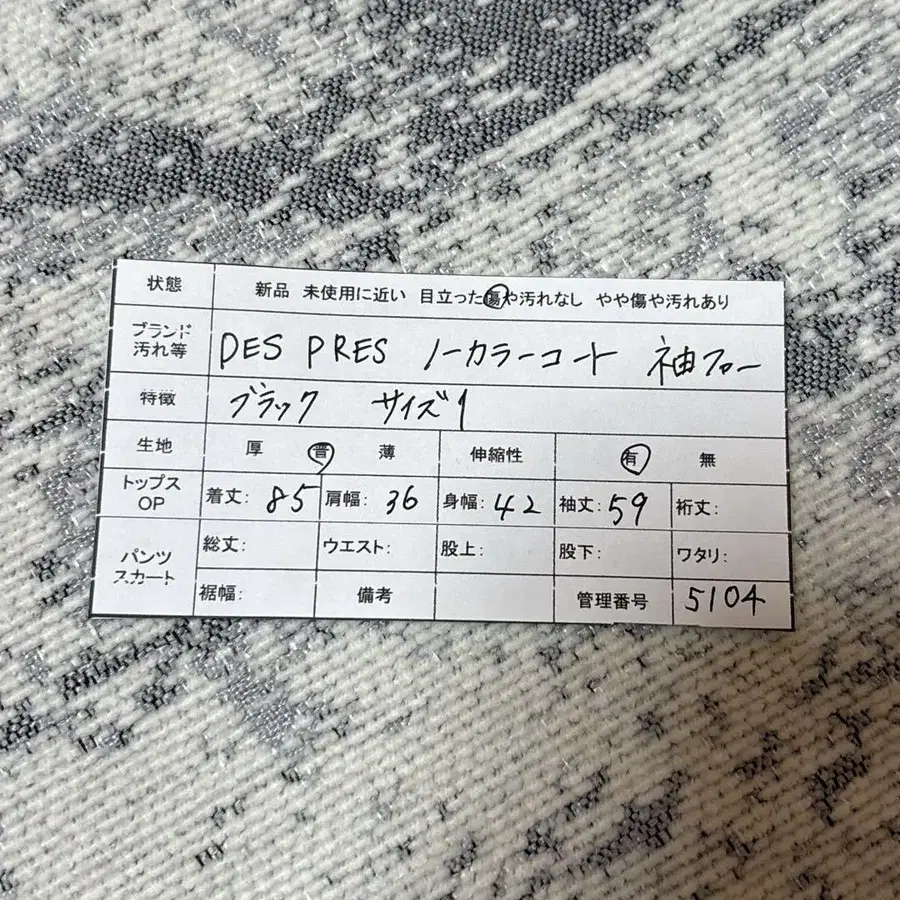 状態 新品 未使用に近い 目立った傷や汚れなし やや傷や汚れあり
ブランド
汚れ等 DES PRES ノーカラーコート 袖ファー
特徴 ブラック サイズ1
生地 厚 普 薄 伸縮性 有 無
トップス
OP 着丈: 85 肩幅: 36 身幅: 42 袖丈: 59 裄丈:
パンツ
スカート 総丈: ウエスト: 股上: 股下: ワタリ:
裾幅: 備考 管理番号 5104